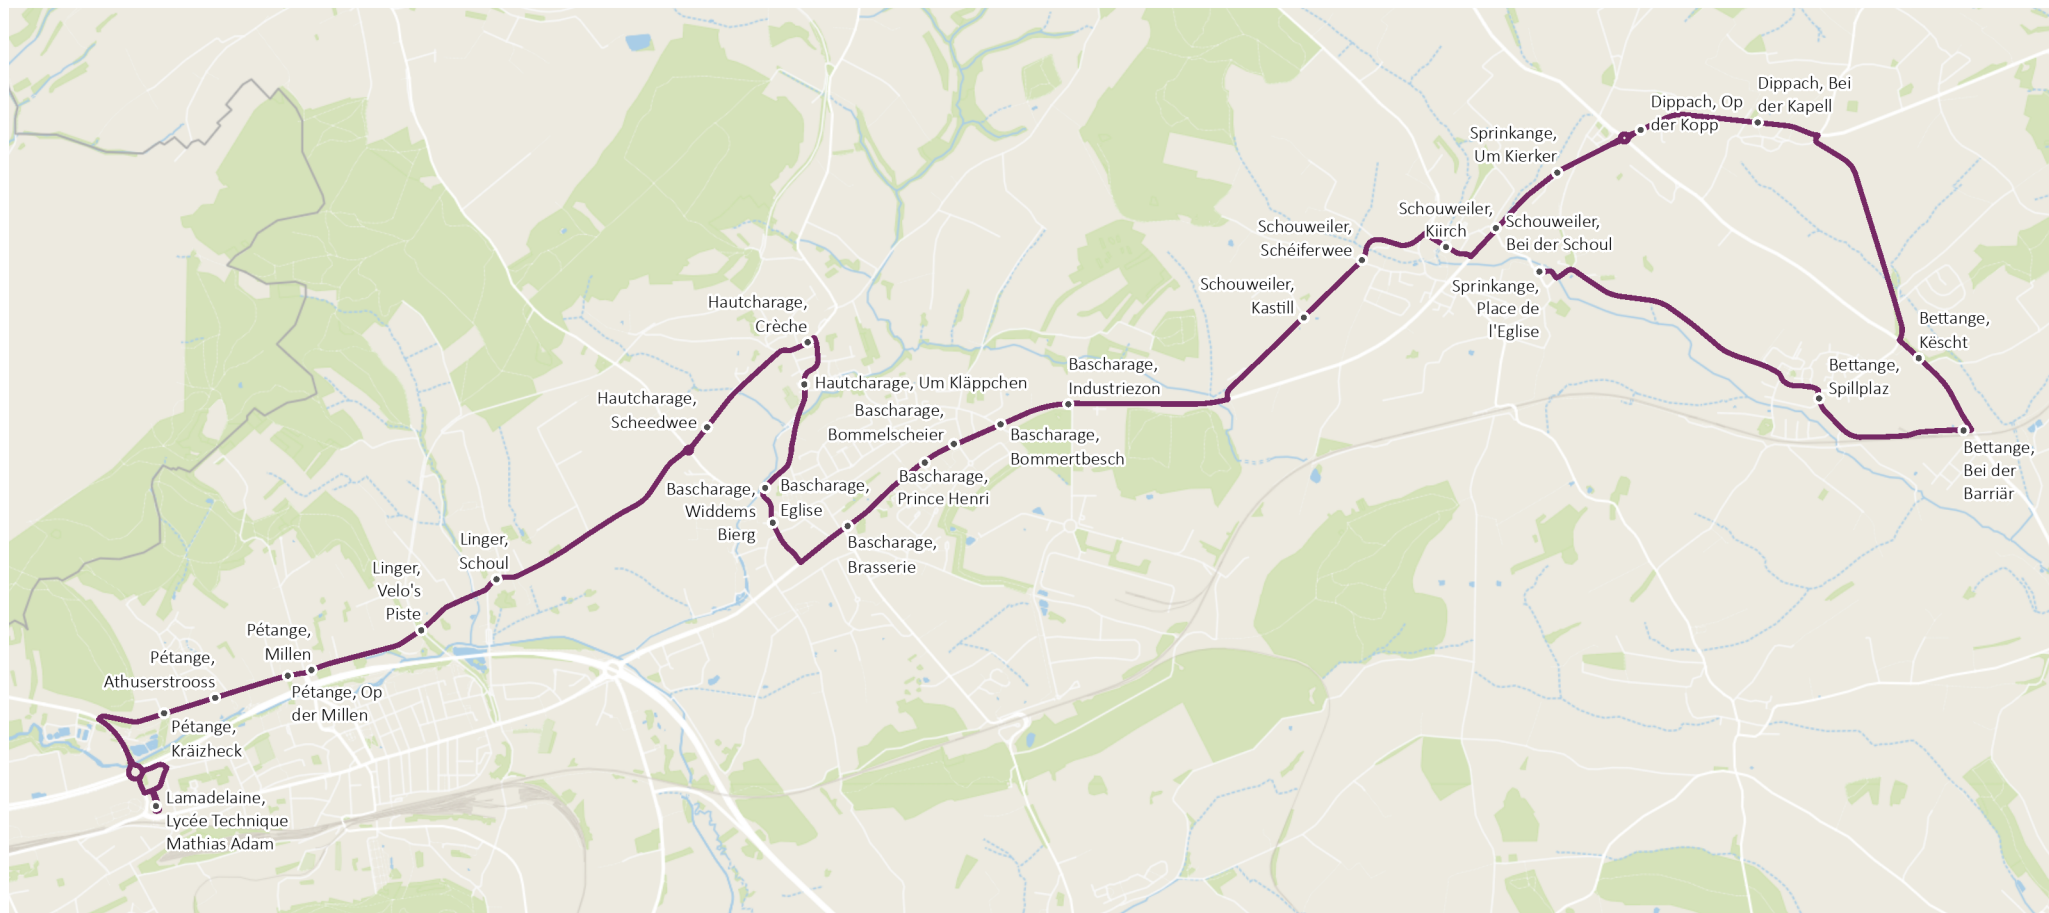 Dippach, Bei
der Kapell
Dippach, Op
der Kopp
Sprinkange,
Um Kierker
Schouweiler,
Kiirch
Schouweiler,
Bei der Schoul
Schouweiler,
Schéiferwee
Schouweiler,
Kastill
Sprinkange,
Place de
l'Eglise
Bettange,
Këscht
Bettange,
Spillplaz
Bettange,
Bei der
Barriär
Hautcharage,
Crèche
Hautcharage, Um Kläppchen
Hautcharage,
Scheedwee
Bascharage,
Industriezon
Bascharage,
Bommelscheier
Bascharage,
Bommertbesch
Bascharage,
Prince Henri
Bascharage,
Widdems
Bierg
Bascharage,
Eglise
Bascharage,
Brasserie
Linger,
Schoul
Linger,
Velo's
Piste
Pétange,
Millen
Pétange, Op
der Millen
Pétange,
Athuserstrooss
Pétange,
Kräizheck
Lamadelaine,
Lycée Technique
Mathias Adam